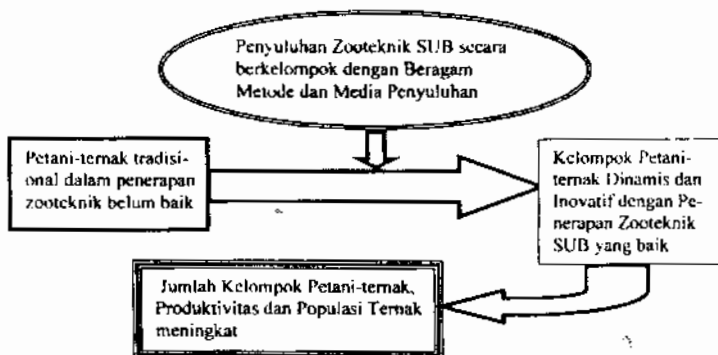 Penyuluhan Zooteknik SUB secara
berkelompok dengan Beragam
Metode dan Media Penyuluhan
Petani-ternak tradisi-
onal dalam penerapan
zooteknik belum baik
Kelompok Petani-
ternak Dinamis dan
Inovatif dengan Pe-
nerapan Zooteknik
SUB yang baik
Jumlah Kelompok Petani-ternak,
Produktivitas dan Populasi Ternak
meningkat